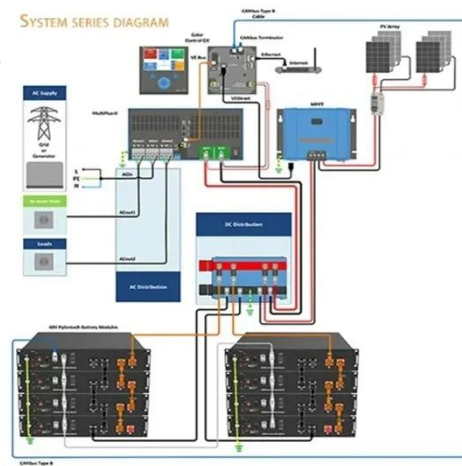 SYSTEM SERIES DIAGRAM
CANbus Type B
Cable
PV Array
Color
Control GX
CANbus Terminator
VE Bus
Ethernet
Internet
AC Supply
MultiPlus-II
VE Direct
MPPT
Grid
or
Generator
L
PE
N
ACin
ACout1
Loads
ACout2
AC Distribution
DC Distribution
48V Pylontech Battery Modules
CANbus Type B